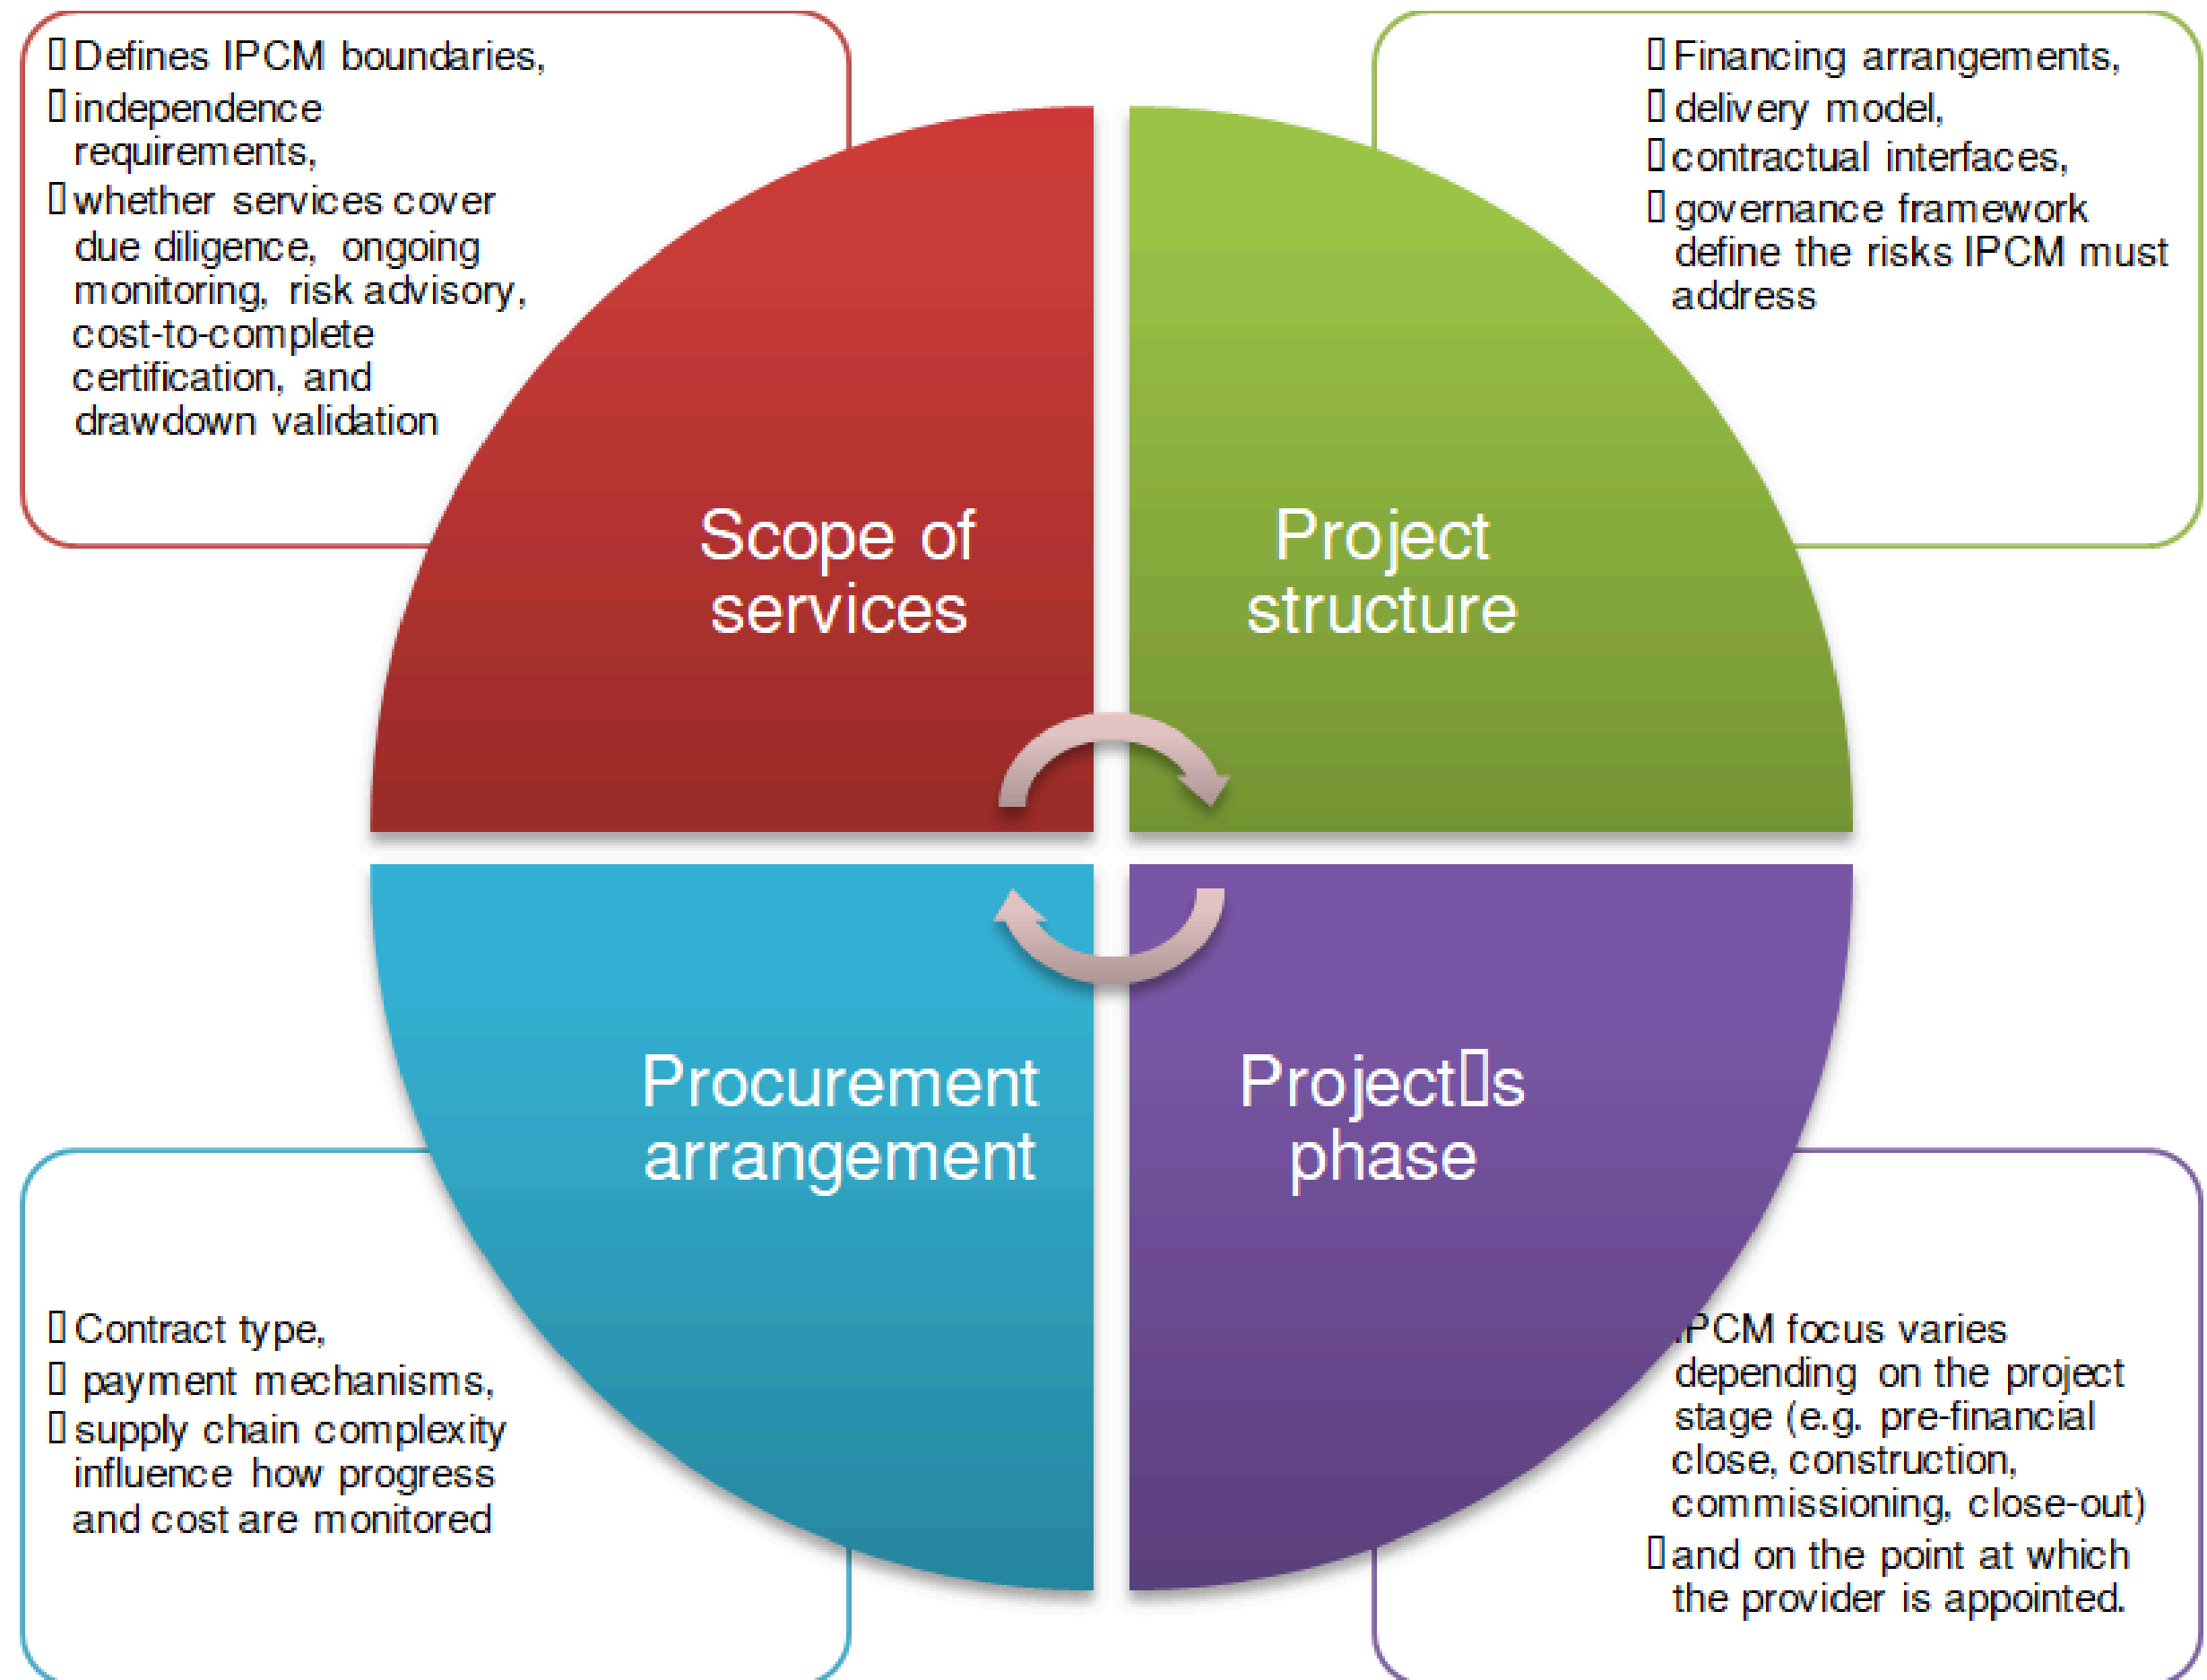 ▯ Defines IPCM boundaries,
▯ independence
requirements,
▯ whether services cover
due diligence, ongoing
monitoring, risk advisory,
cost-to-complete
certification, and
drawdown validation
▯ Financing arrangements,
▯ delivery model,
▯ contractual interfaces,
▯ governance framework
define the risks IPCM must
address
Scope of
services
Project
structure
Procurement
arrangement
Project▯s
phase
▯ Contract type,
▯ payment mechanisms,
▯ supply chain complexity
influence how progress
and cost are monitored
IPCM focus varies
depending on the project
stage (e.g. pre-financial
close, construction,
commissioning, close-out)
▯ and on the point at which
the provider is appointed.